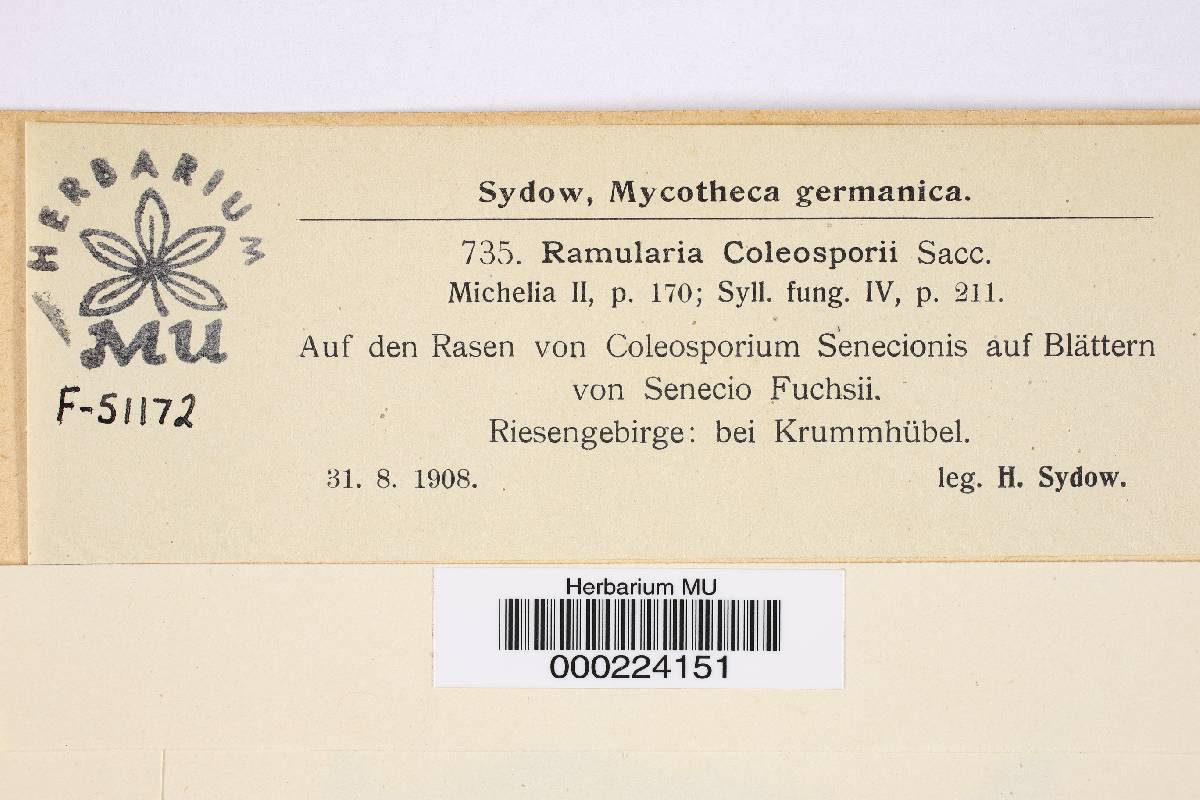 HERBARIUM
MU
F-51172
Sydow, Mycotheca germanica.
735. Ramularia Coleosporii Sacc.
Michelia II, p. 170; Syll. fung. IV, p. 211.
Auf den Rasen von Coleosporium Senecionis auf Blättern
von Senecio Fuchsii.
Riesengebirge: bei Krummhübel.
31. 8. 1908. leg. H. Sydow.
Herbarium MU
000224151